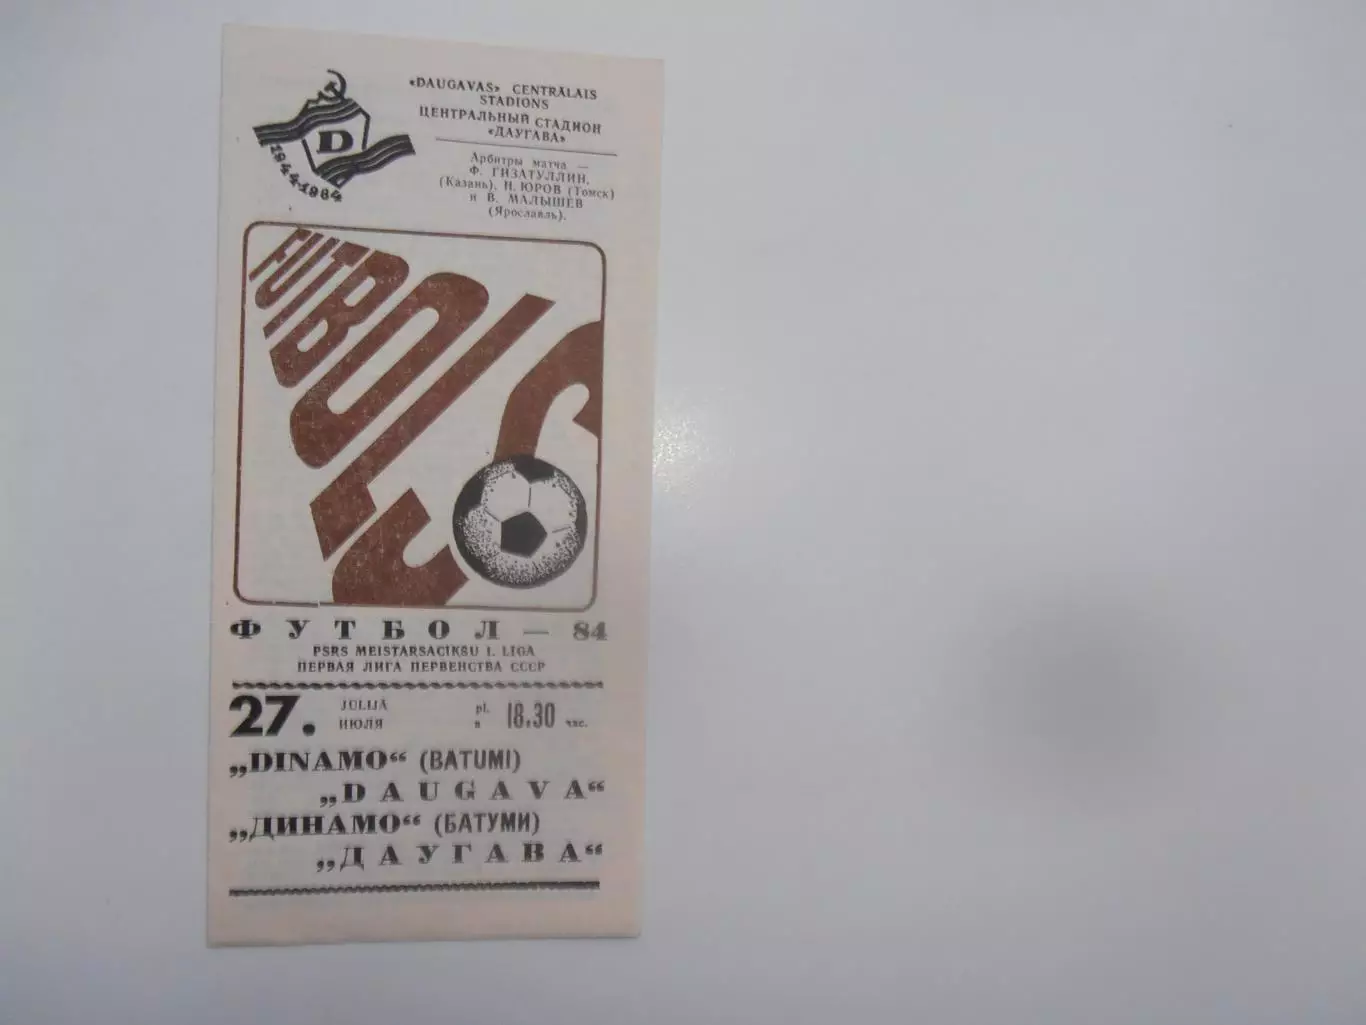 «DAUGAVAS» CENTRĀLAIS
STADIONS
ЦЕНТРАЛЬНЫЙ СТАДИОН
«ДАУГАВА»
Арбитры матча —
Ф. ГИЗАТУЛЛИН,
(Казань), Н. ЮРОВ (Томск)
и В. МАЛЫШЕВ
(Ярославль).
D
1944-1984
FUTBOLS
ФУТБОЛ — 84
PSRS MEISTARSACĪKŠU 1. LĪGA
ПЕРВАЯ ЛИГА ПЕРВЕНСТВА СССР
27. JŪLIJĀ pl. 18.30
ИЮЛЯ в час.
„DINAMO“ (BATUMI)
„DAUGAVA“
„ДИНАМО“ (БАТУМИ)
„ДАУГАВА“